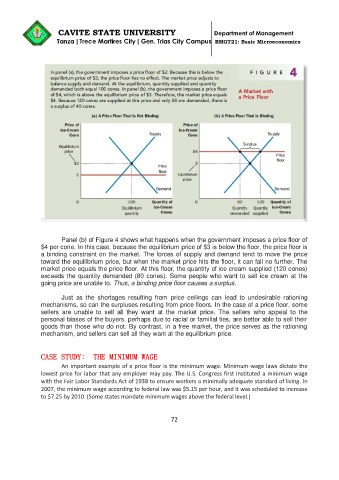 CAVITE STATE UNIVERSITY
Department of Management
Tanza | Trece Martires City | Gen. Trias City Campus
BMGT21: Basic Microeconomics
In panel (a), the government imposes a price floor of $2. Because this is below the
equilibrium price of $3, the price floor has no effect. The market price adjusts to
balance supply and demand. At the equilibrium, quantity supplied and quantity
demanded both equal 100 cones. In panel (b), the government imposes a price floor
of $4, which is above the equilibrium price of $3. Therefore, the market price equals
$4. Because 120 cones are supplied at this price and only 80 are demanded, there is
a surplus of 40 cones.
FIGURE 4
A Market with
a Price Floor
(a) A Price Floor That Is Not Binding
Price of
Ice-Cream
Cone
Supply
Equilibrium
price
$3
Price
floor
2
Demand
0
100
Quantity of
Ice-Cream
Cones
Equilibrium
quantity
(b) A Price Floor That Is Binding
Price of
Ice-Cream
Cone
Supply
Surplus
$4
Price
floor
3
Equilibrium
price
Demand
0
80
120
Quantity of
Ice-Cream
Cones
Quantity
demanded
Quantity
supplied
Panel (b) of Figure 4 shows what happens when the government imposes a price floor of
$4 per cone. In this case, because the equilibrium price of $3 is below the floor, the price floor is
a binding constraint on the market. The forces of supply and demand tend to move the price
toward the equilibrium price, but when the market price hits the floor, it can fall no further. The
market price equals the price floor. At this floor, the quantity of ice cream supplied (120 cones)
exceeds the quantity demanded (80 cones). Some people who want to sell ice cream at the
going price are unable to. Thus, a binding price floor causes a surplus.
Just as the shortages resulting from price ceilings can lead to undesirable rationing
mechanisms, so can the surpluses resulting from price floors. In the case of a price floor, some
sellers are unable to sell all they want at the market price. The sellers who appeal to the
personal biases of the buyers, perhaps due to racial or familial ties, are better able to sell their
goods than those who do not. By contrast, in a free market, the price serves as the rationing
mechanism, and sellers can sell all they want at the equilibrium price.
CASE STUDY: THE MINIMUM WAGE
An important example of a price floor is the minimum wage. Minimum-wage laws dictate the
lowest price for labor that any employer may pay. The U.S. Congress first instituted a minimum wage
with the Fair Labor Standards Act of 1938 to ensure workers a minimally adequate standard of living. In
2007, the minimum wage according to federal law was $5.15 per hour, and it was scheduled to increase
to $7.25 by 2010. (Some states mandate minimum wages above the federal level.)
72